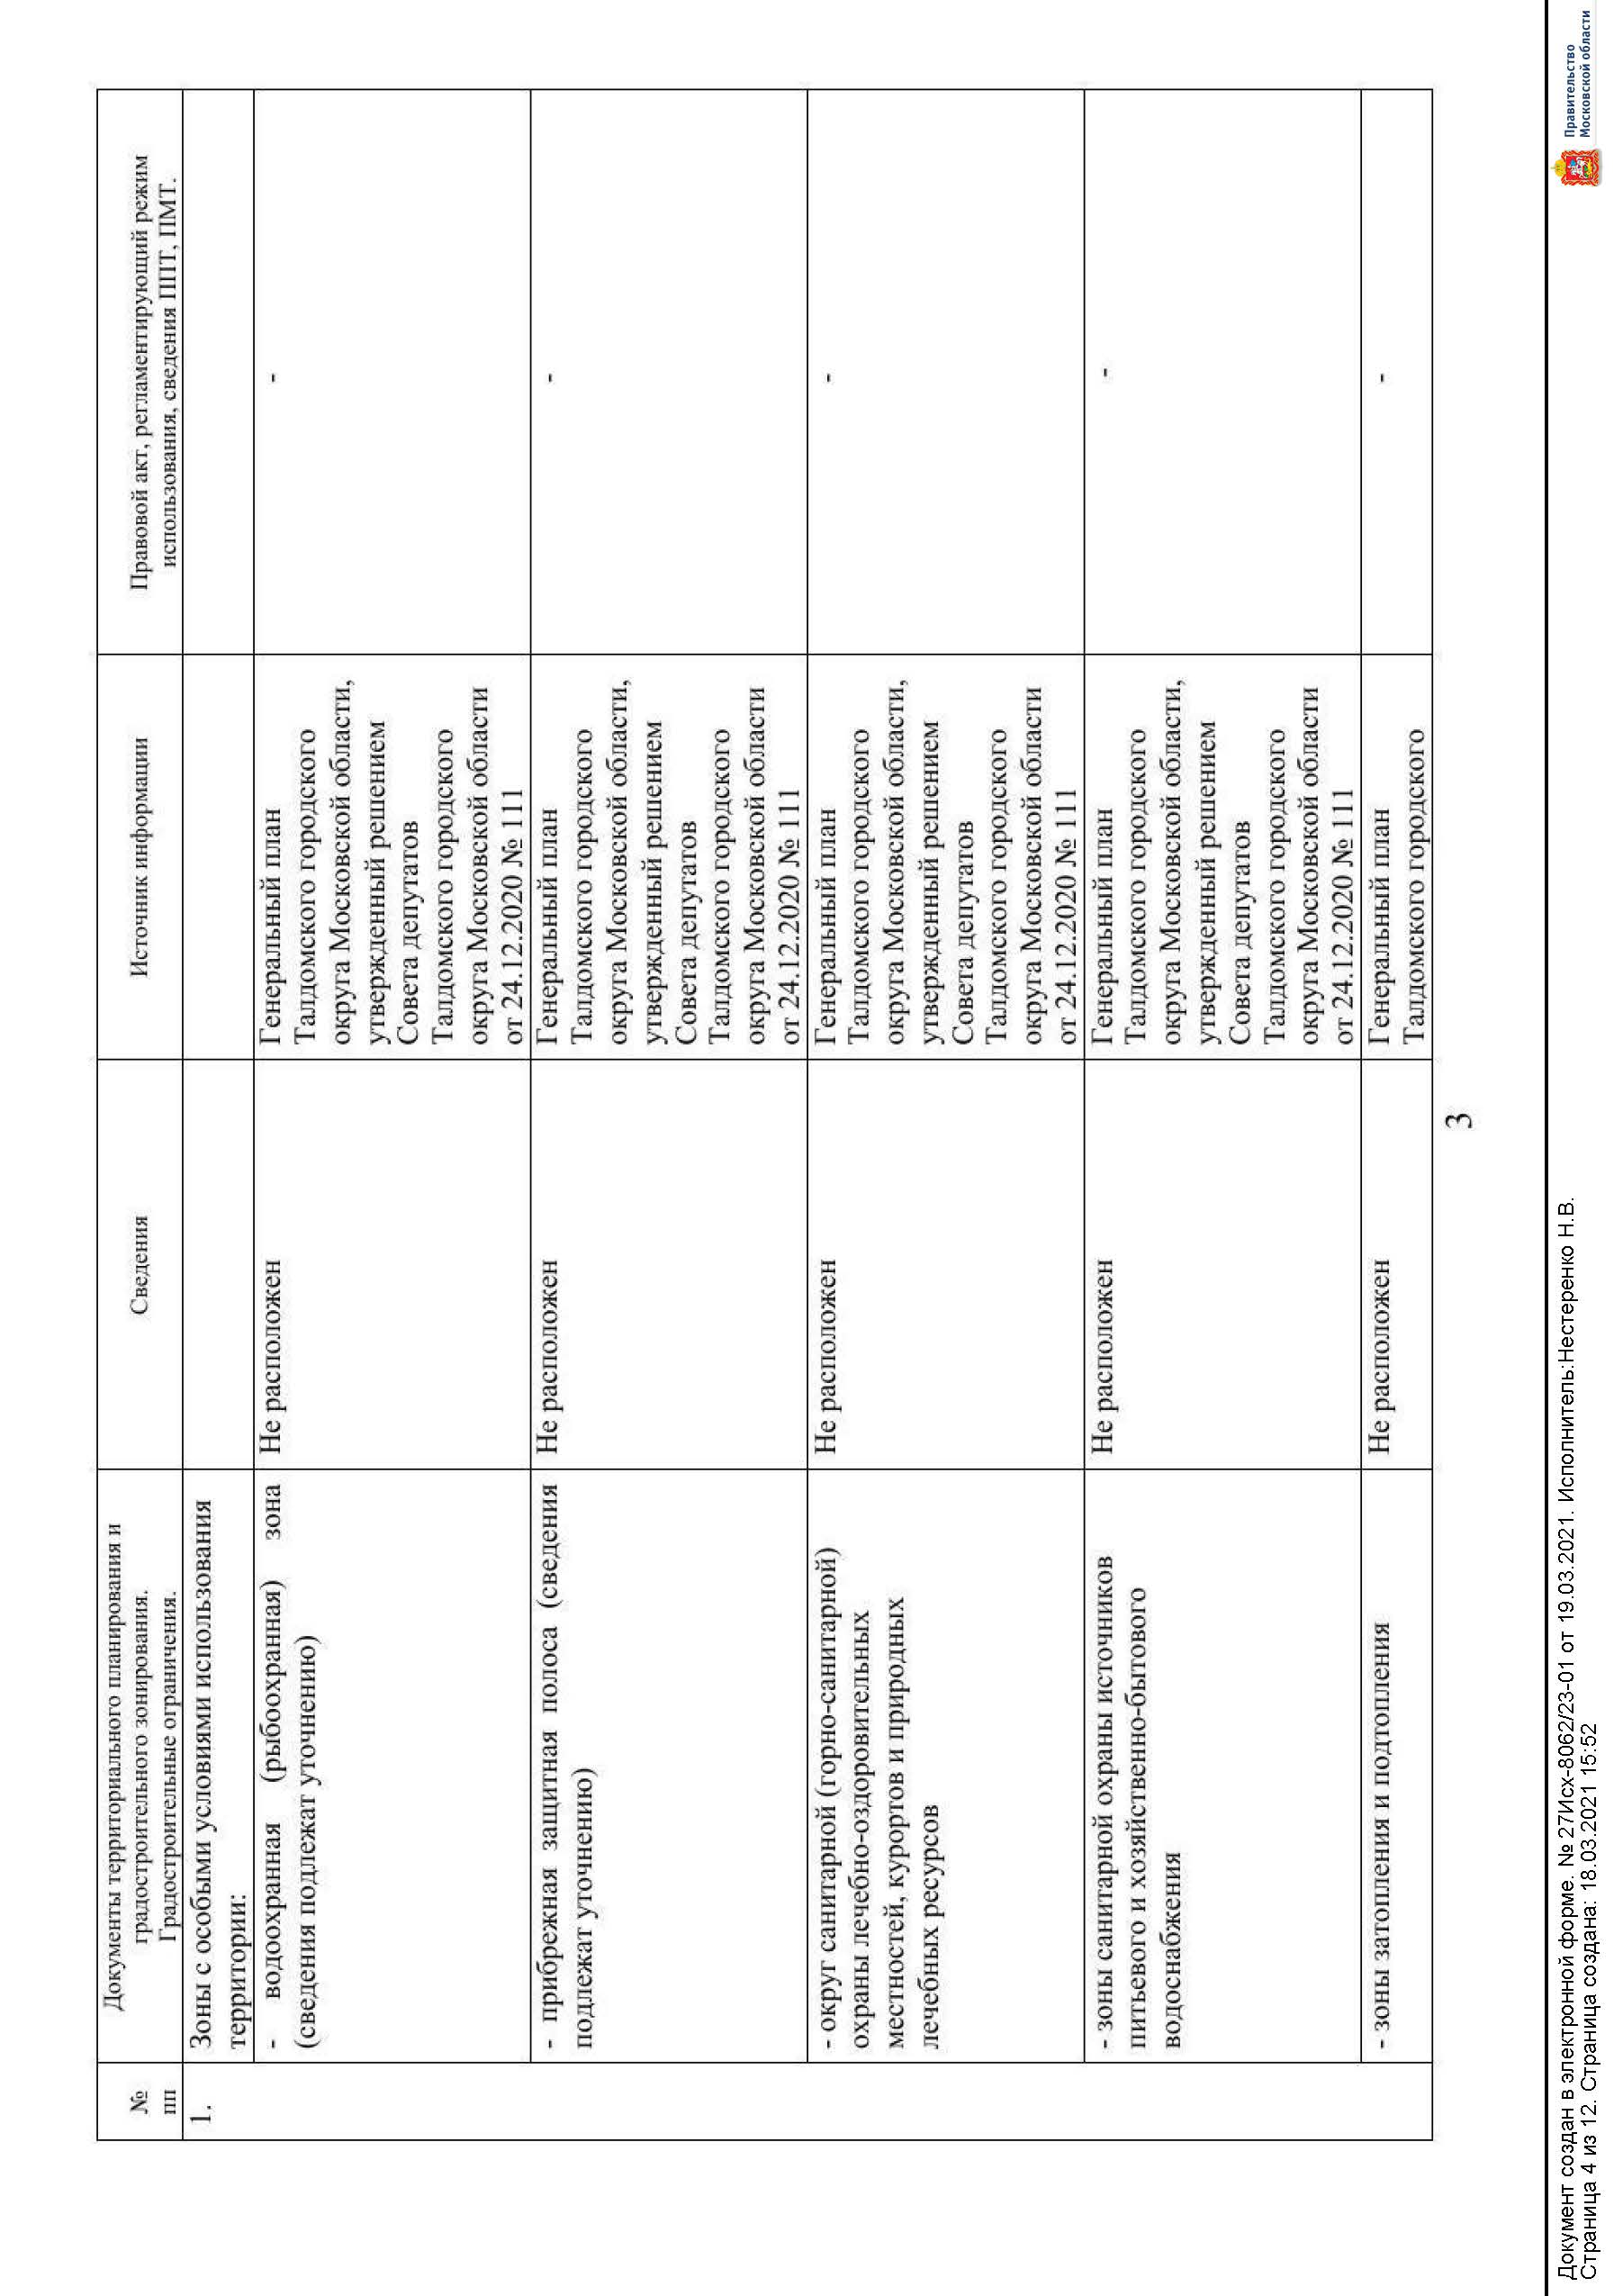 №
пп
Документы территориального планирования и
градостроительного зонирования.
Градостроительные ограничения.
Сведения
Источник информации
Правовой акт, регламентирующий режим
использования, сведения ППТ, ПМТ.
1.
Зоны с особыми условиями использования
территории:
- водоохранная (рыбоохранная) зона
(сведения подлежат уточнению)
Не расположен
Генеральный план
Талдомского городского
округа Московской области,
утвержденный решением
Совета депутатов
Талдомского городского
округа Московской области
от 24.12.2020 № 111
-
- прибрежная защитная полоса (сведения
подлежат уточнению)
Не расположен
Генеральный план
Талдомского городского
округа Московской области,
утвержденный решением
Совета депутатов
Талдомского городского
округа Московской области
от 24.12.2020 № 111
-
- округ санитарной (горно-санитарной)
охраны лечебно-оздоровительных
местностей, курортов и природных
лечебных ресурсов
Не расположен
Генеральный план
Талдомского городского
округа Московской области,
утвержденный решением
Совета депутатов
Талдомского городского
округа Московской области
от 24.12.2020 № 111
-
- зоны санитарной охраны источников
питьевого и хозяйственно-бытового
водоснабжения
Не расположен
Генеральный план
Талдомского городского
округа Московской области,
утвержденный решением
Совета депутатов
Талдомского городского
округа Московской области
от 24.12.2020 № 111
-
- зоны затопления и подтопления
Не расположен
Генеральный план
Талдомского городского
-
3
Документ создан в электронной форме. № 27Исх-8062/23-01 от 19.03.2021. Исполнитель:Нестеренко Н.В.
Страница 4 из 12. Страница создана: 18.03.2021 15:52
Правительство
Московской области